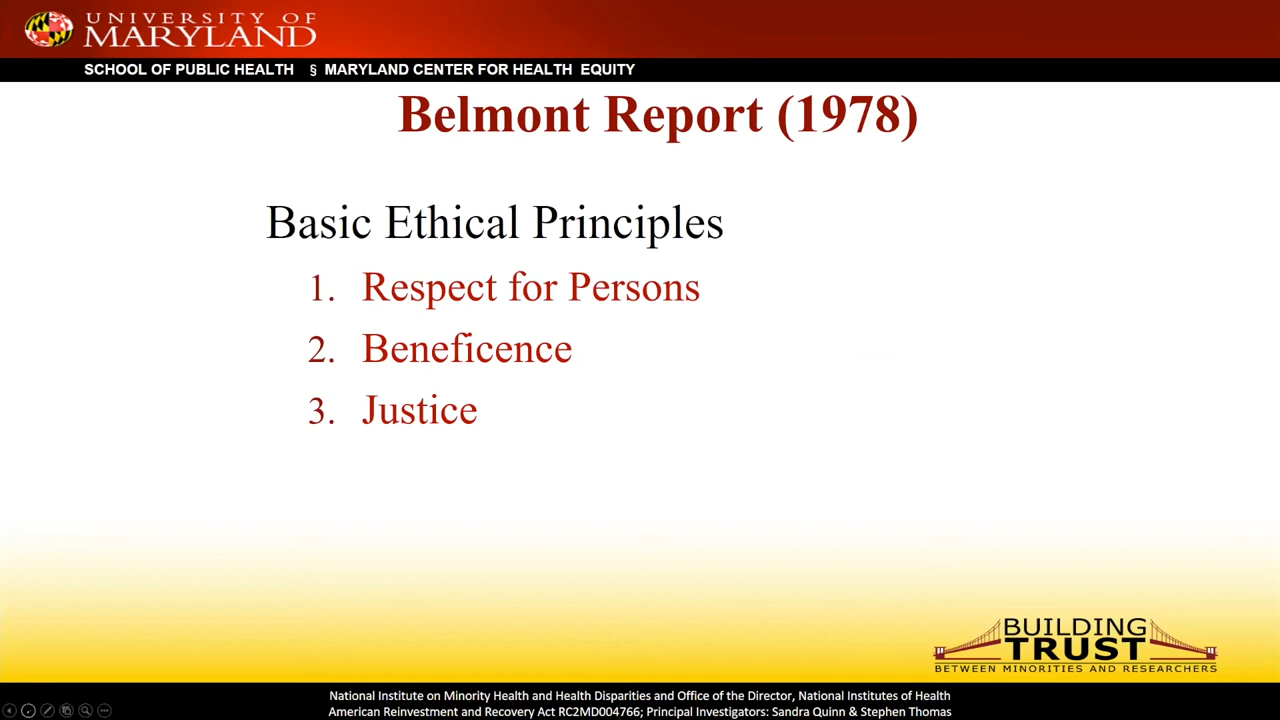 UNIVERSITY OF
MARYLAND
SCHOOL OF PUBLIC HEALTH § MARYLAND CENTER FOR HEALTH EQUITY
Belmont Report (1978)
Basic Ethical Principles
1. Respect for Persons
2. Beneficence
3. Justice
BUILDING
TRUST
BETWEEN MINORITIES AND RESEARCHERS
National Institute on Minority Health and Health Disparities and Office of the Director, National Institutes of Health
American Reinvestment and Recovery Act RC2MD004766; Principal Investigators: Sandra Quinn & Stephen Thomas